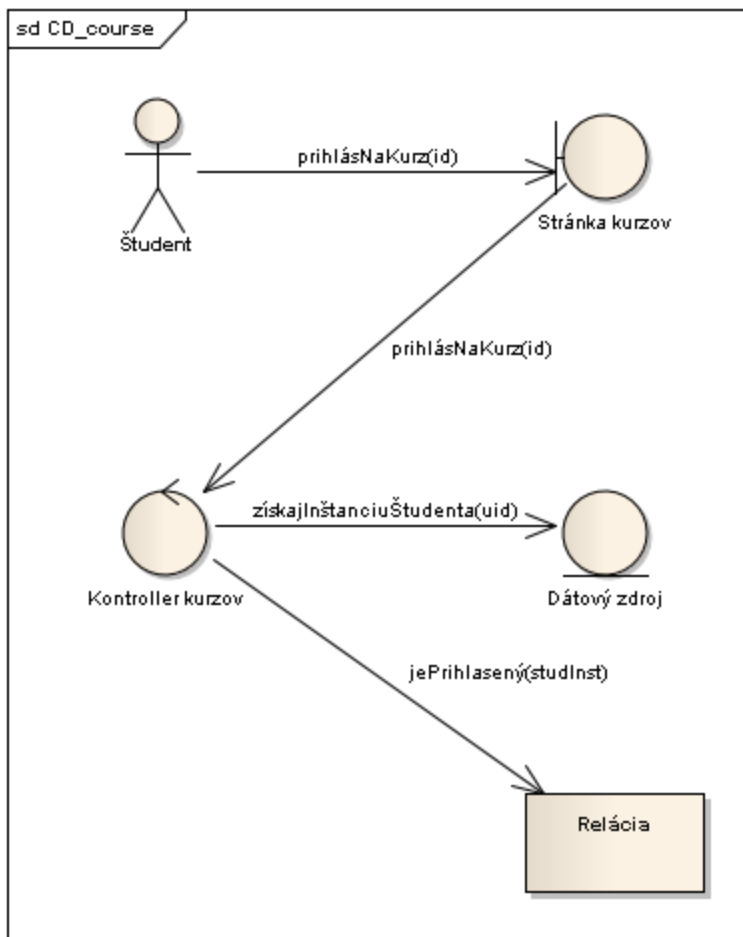 sd CD_course
prihlásNaKurz(id)
Študent
Stránka kurzov
prihlásNaKurz(id)
získajInštanciuŠtudenta(uid)
Kontroller kurzov
Dátový zdroj
jePrihlasený(studInst)
Relácia